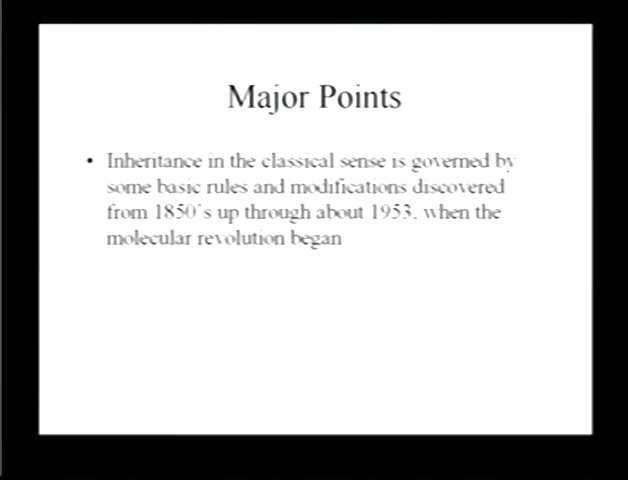 Major Points
• Inheritance in the classical sense is governed by
some basic rules and modifications discovered
from 1850's up through about 1953, when the
molecular revolution began